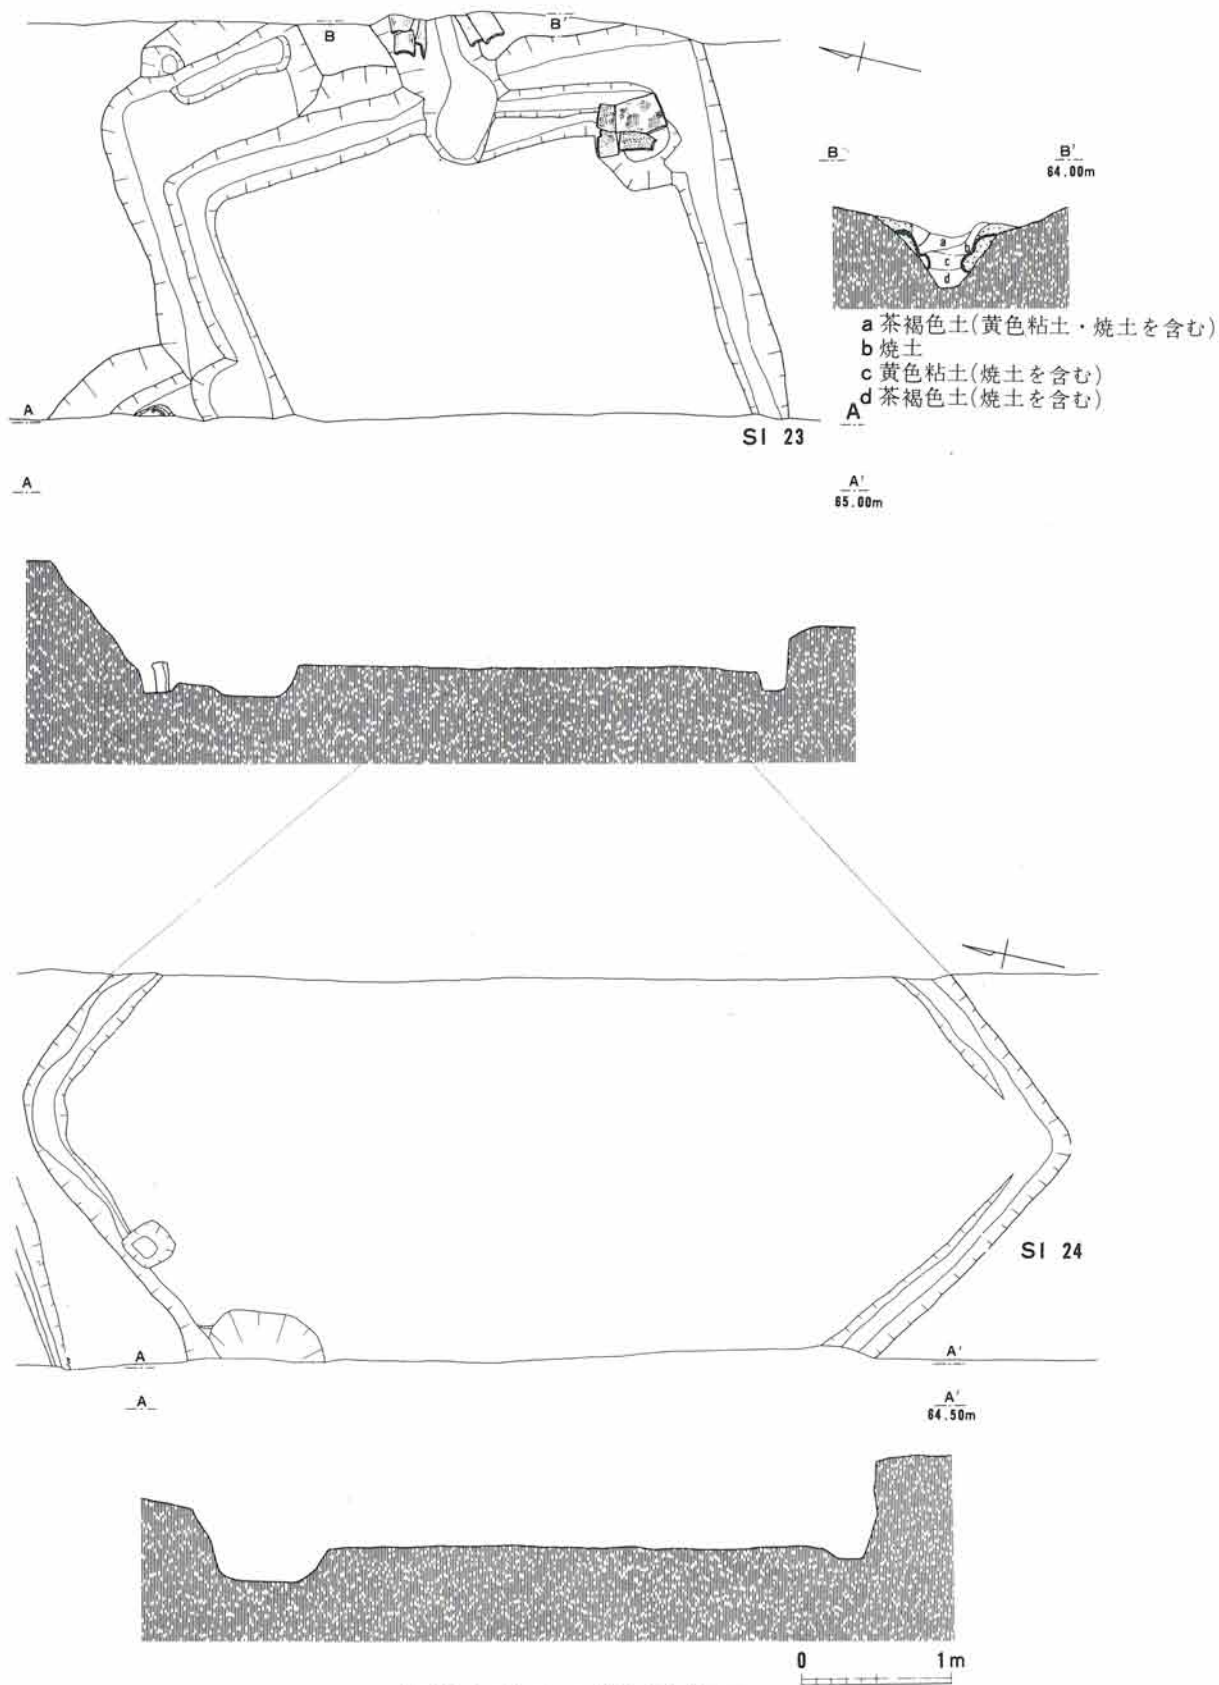 B B'
B B'
64.00m
a
b
c
d
a 茶褐色土(黄色粘土・焼土を含む)
b 焼土
c 黄色粘土(焼土を含む)
d 茶褐色土(焼土を含む)
A A
SI 23
A A'
65.00m
SI 24
A A'
A A'
64.50m
0 1m